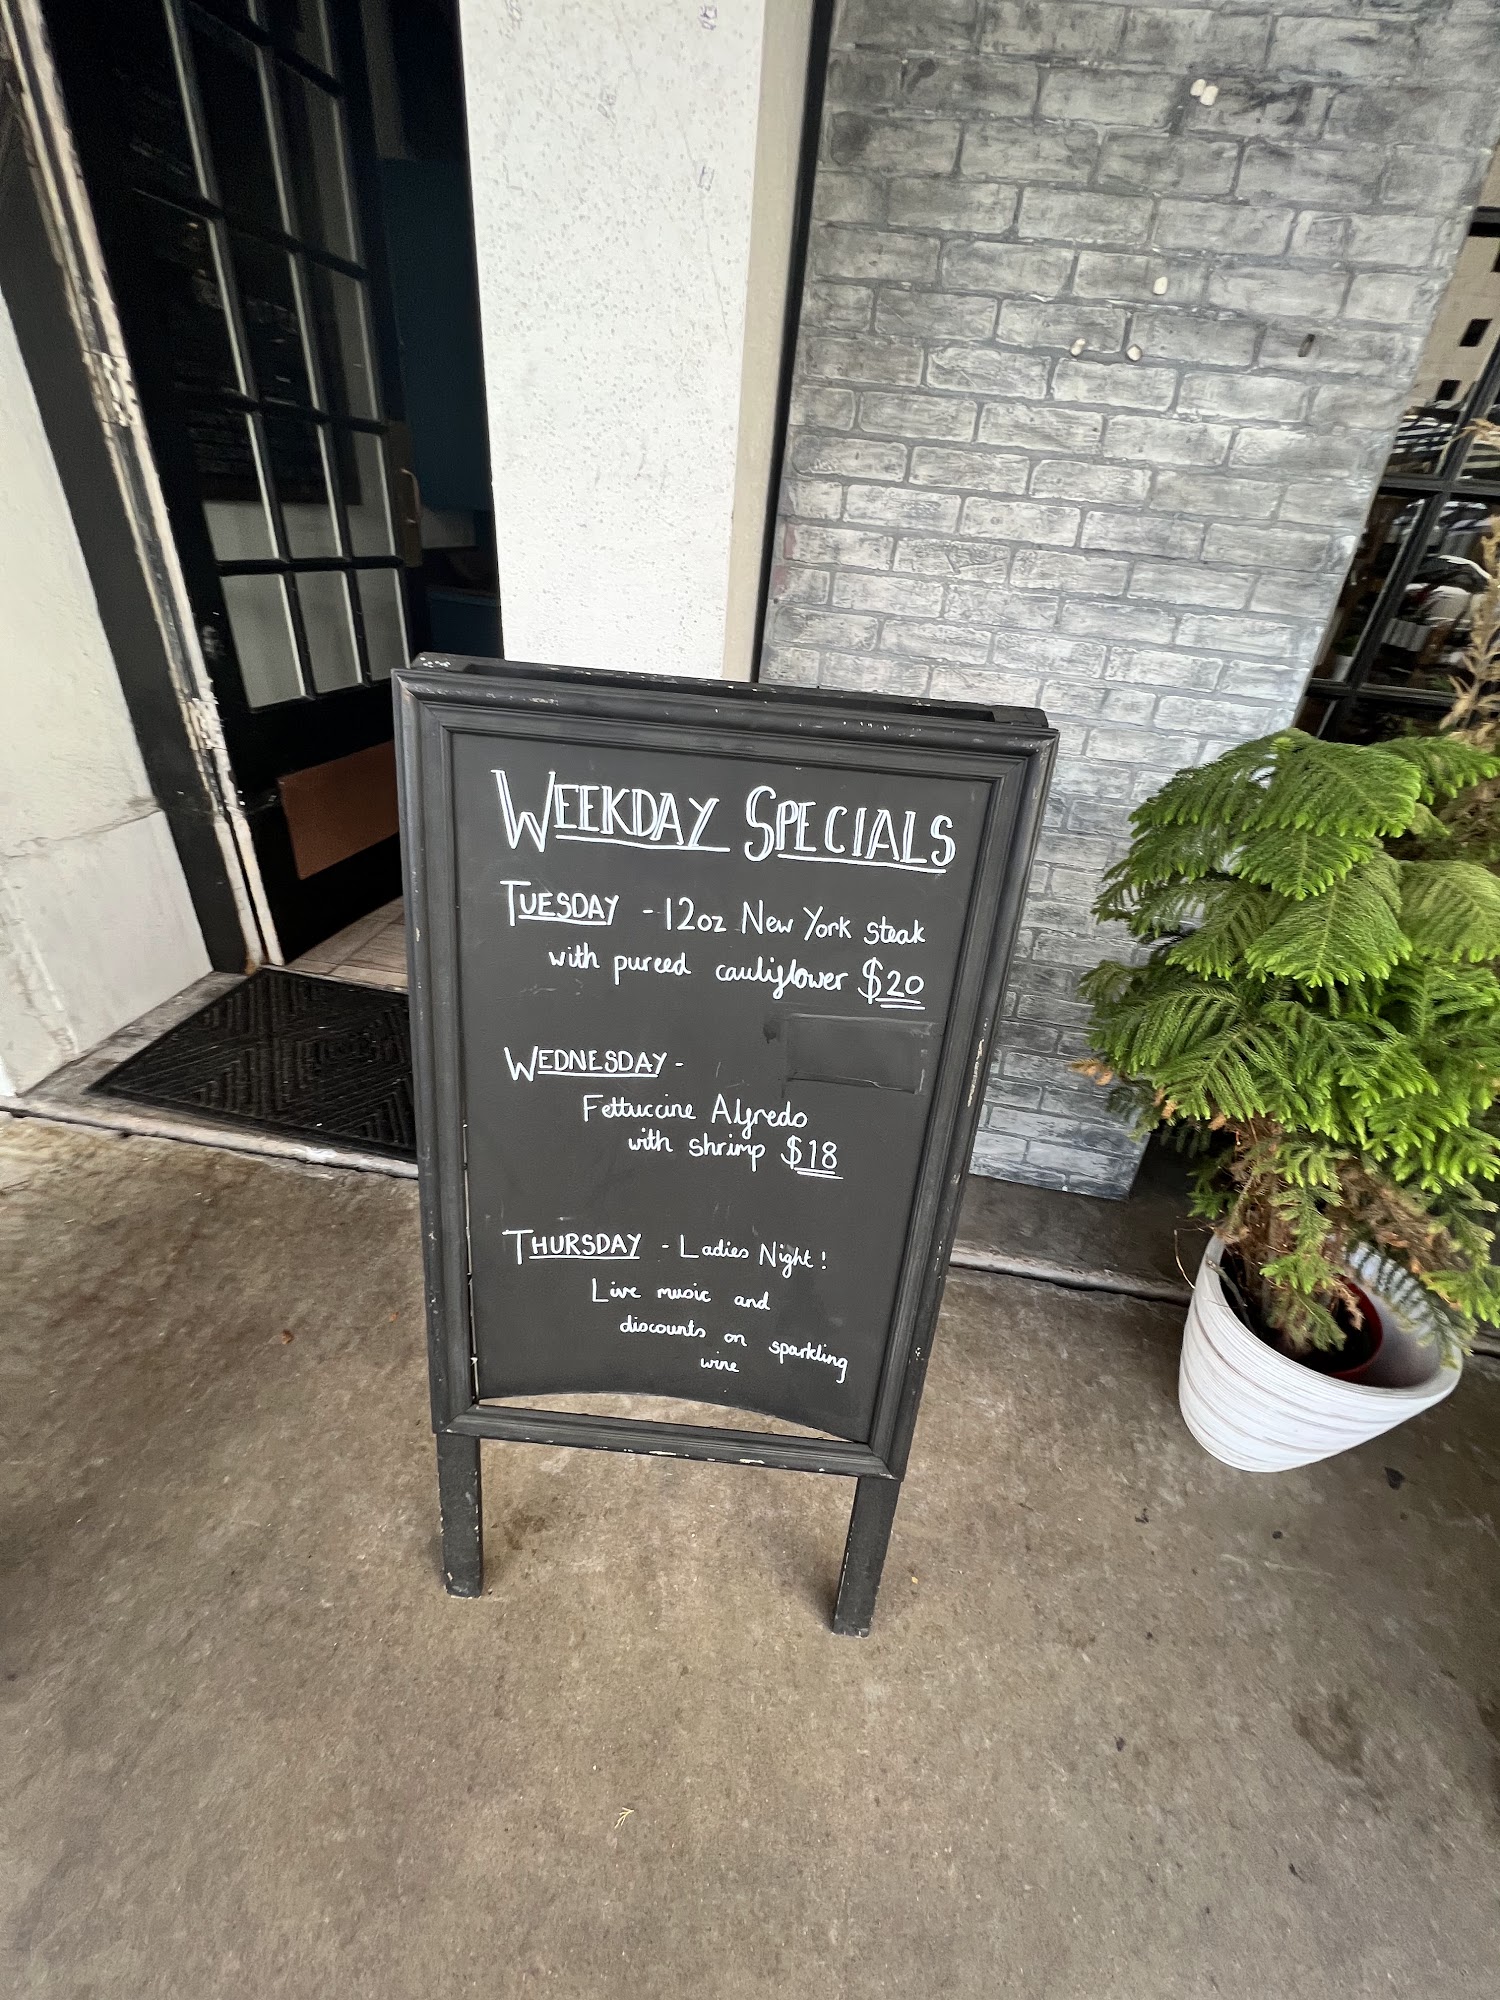 WEEKDAY SPECIALS
TUESDAY - 12oz New York steak
with pureed cauliflower $20
WEDNESDAY -
Fettuccine Alfredo
with shrimp $18
THURSDAY - Ladies Night!
Live music and
discounts on sparkling
wine